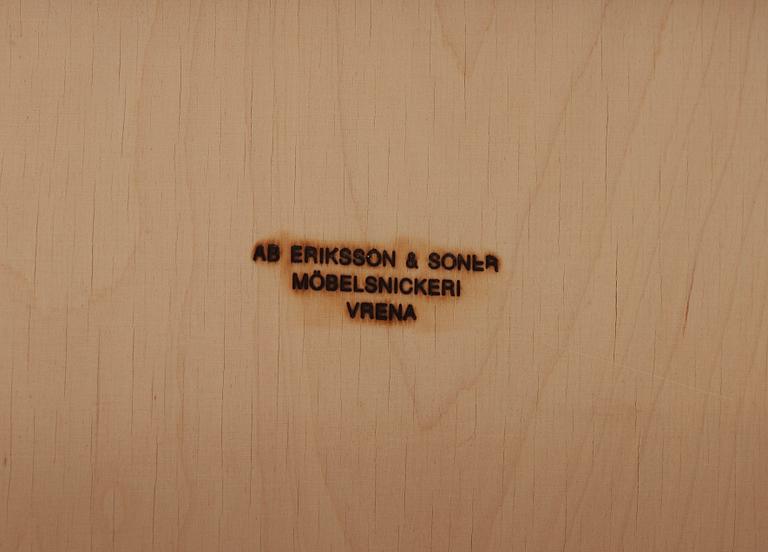 AB ERIKSSON & SONER
MÖBELSNICKERI
VRENA